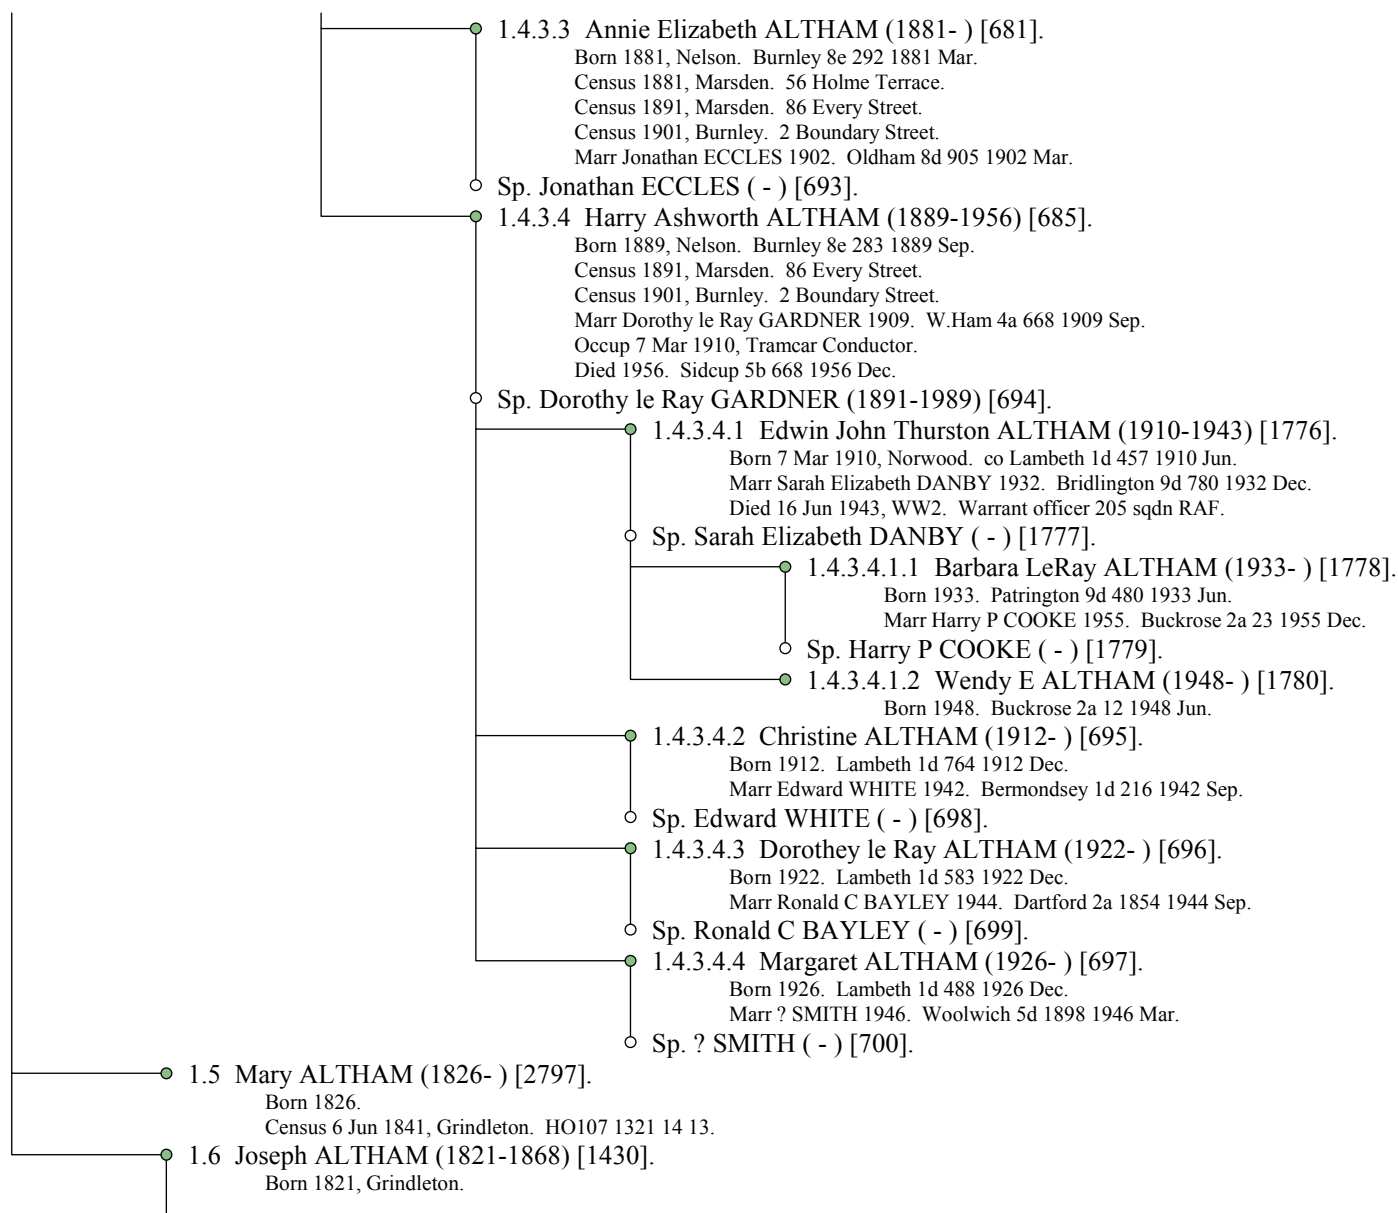 1.4.3.3 Annie Elizabeth ALTHAM (1881- ) [681].
Born 1881, Nelson. Burnley 8e 292 1881 Mar.
Census 1881, Marsden. 56 Holme Terrace.
Census 1891, Marsden. 86 Every Street.
Census 1901, Burnley. 2 Boundary Street.
Marr Jonathan ECCLES 1902. Oldham 8d 905 1902 Mar.
Sp. Jonathan ECCLES ( - ) [693].
1.4.3.4 Harry Ashworth ALTHAM (1889-1956) [685].
Born 1889, Nelson. Burnley 8e 283 1889 Sep.
Census 1891, Marsden. 86 Every Street.
Census 1901, Burnley. 2 Boundary Street.
Marr Dorothy le Ray GARDNER 1909. W.Ham 4a 668 1909 Sep.
Occup 7 Mar 1910, Tramcar Conductor.
Died 1956. Sidcup 5b 668 1956 Dec.
Sp. Dorothy le Ray GARDNER (1891-1989) [694].
1.4.3.4.1 Edwin John Thurston ALTHAM (1910-1943) [1776].
Born 7 Mar 1910, Norwood. co Lambeth 1d 457 1910 Jun.
Marr Sarah Elizabeth DANBY 1932. Bridlington 9d 780 1932 Dec.
Died 16 Jun 1943, WW2. Warrant officer 205 sqdn RAF.
Sp. Sarah Elizabeth DANBY ( - ) [1777].
1.4.3.4.1.1 Barbara LeRay ALTHAM (1933- ) [1778].
Born 1933. Patrington 9d 480 1933 Jun.
Marr Harry P COOKE 1955. Buckrose 2a 23 1955 Dec.
Sp. Harry P COOKE ( - ) [1779].
1.4.3.4.1.2 Wendy E ALTHAM (1948- ) [1780].
Born 1948. Buckrose 2a 12 1948 Jun.
1.4.3.4.2 Christine ALTHAM (1912- ) [695].
Born 1912. Lambeth 1d 764 1912 Dec.
Marr Edward WHITE 1942. Bermondsey 1d 216 1942 Sep.
Sp. Edward WHITE ( - ) [698].
1.4.3.4.3 Dorothey le Ray ALTHAM (1922- ) [696].
Born 1922. Lambeth 1d 583 1922 Dec.
Marr Ronald C BAYLEY 1944. Dartford 2a 1854 1944 Sep.
Sp. Ronald C BAYLEY ( - ) [699].
1.4.3.4.4 Margaret ALTHAM (1926- ) [697].
Born 1926. Lambeth 1d 488 1926 Dec.
Marr ? SMITH 1946. Woolwich 5d 1898 1946 Mar.
Sp. ? SMITH ( - ) [700].
1.5 Mary ALTHAM (1826- ) [2797].
Born 1826.
Census 6 Jun 1841, Grindleton. HO107 1321 14 13.
1.6 Joseph ALTHAM (1821-1868) [1430].
Born 1821, Grindleton.